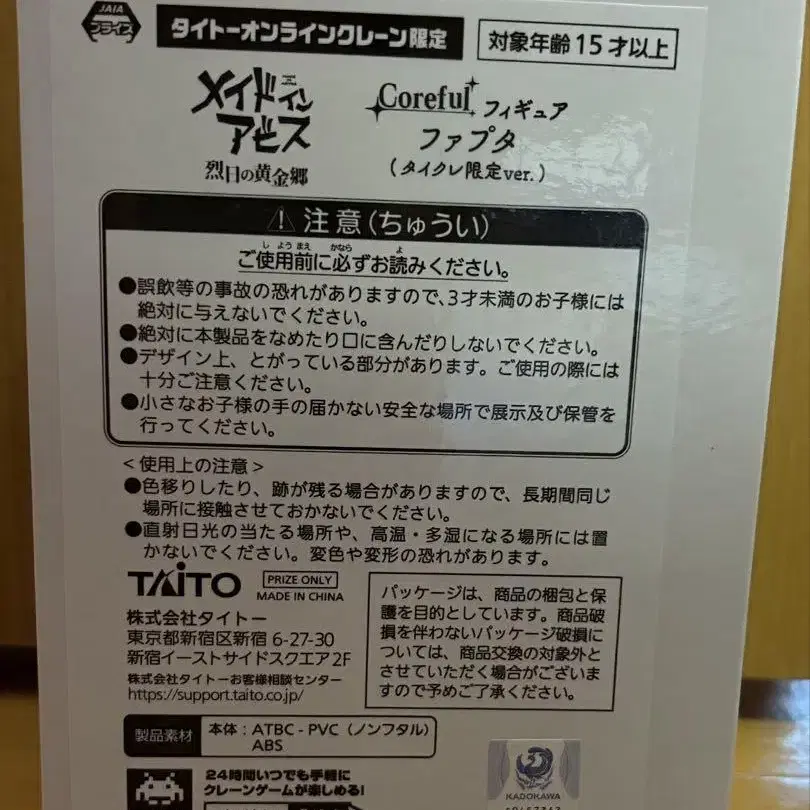 JAIA
プライズ
タイトーオンラインクレーン限定
対象年齢15才以上
メイドイン
アビス
烈日の黄金郷
Coreful フィギュア
ファプタ
(タイクレ限定ver.)
注意(ちゅうい)
しようまえ かなら よ
ご使用前に必ずお読みください。
●誤飲等の事故の恐れがありますので、3才未満のお子様には
絶対に与えないでください。
●絶対に本製品をなめたり口に含んだりしないでください。
●デザイン上、とがっている部分があります。ご使用の際には
十分ご注意ください。
●小さなお子様の手の届かない安全な場所で展示及び保管を
行ってください。
<使用上の注意>
●色移りしたり、跡が残る場合がありますので、長期間同じ
場所に接触させておかないでください。
●直射日光の当たる場所や、高温・多湿になる場所には置
かないでください。変色や変形の恐れがあります。
TAITO
PRIZE ONLY
MADE IN CHINA
株式会社タイトー
東京都新宿区新宿 6-27-30
新宿イーストサイドスクエア2F
株式会社タイトーお客様相談センター
https://support.taito.co.jp/
パッケージは、商品の梱包と保
護を目的としています。商品破
損を伴わないパッケージ破損に
ついては、商品交換の対象外と
させていただく場合がございま
すので予めご了承ください。
製品素材
本体:ATBC-PVC(ノンフタル)
ABS
24時間いつでも手軽に
クレーンゲームが楽しめる!
KADOKAWA